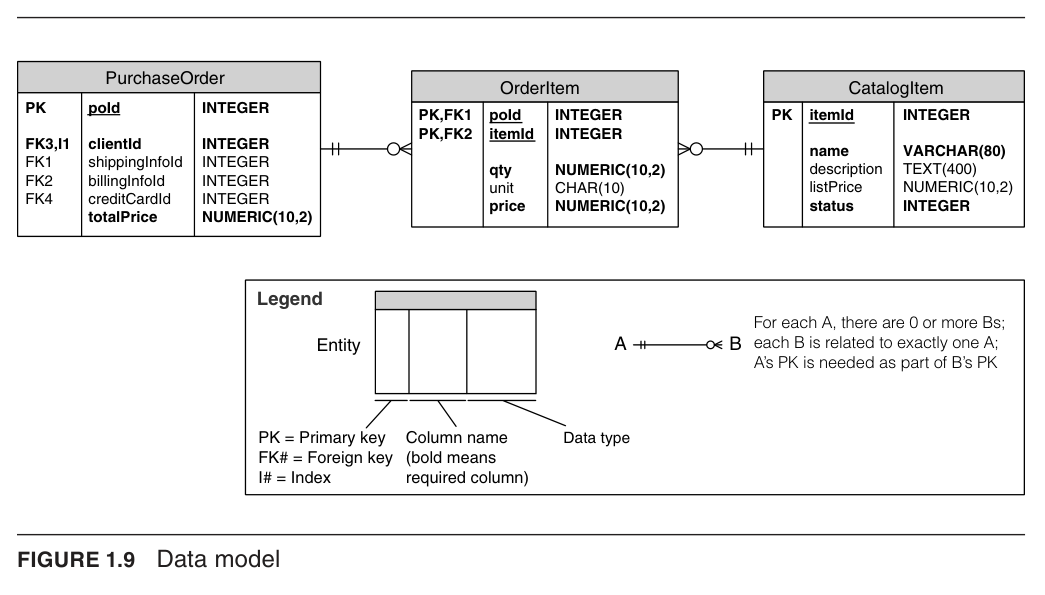 PurchaseOrder
PK poId INTEGER
FK3,I1 clientId INTEGER
FK1 shippingInfoId INTEGER
FK2 billingInfoId INTEGER
FK4 creditCardId INTEGER
totalPrice NUMERIC(10,2)
OrderItem
PK,FK1 poId INTEGER
PK,FK2 itemId INTEGER
qty NUMERIC(10,2)
unit CHAR(10)
price NUMERIC(10,2)
CatalogItem
PK itemId INTEGER
name VARCHAR(80)
description TEXT(400)
listPrice NUMERIC(10,2)
status INTEGER
Legend
Entity
PK = Primary key
FK# = Foreign key
I# = Index
Column name
(bold means
required column)
Data type
A B
For each A, there are 0 or more Bs;
each B is related to exactly one A;
A’s PK is needed as part of B’s PK
FIGURE 1.9 Data model